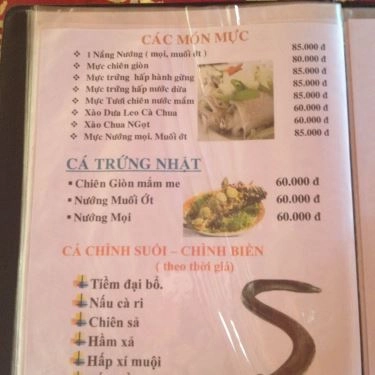 CÁC MÓN MỰC
1 Nắng Nướng ( mọi, muối ớt ) 85.000 đ
Mực chiên giòn 80.000 đ
Mực trứng hấp hành gừng 85.000 đ
Mực trứng hấp nước dừa 85.000 đ
Mực Tươi chiên nước mắm 85.000 đ
Xào Dưa Leo Cà Chua 60.000 đ
Xào Chua NGọt 60.000 đ
Mực Nướng mọi. Muối ớt 85.000 đ
CÁ TRỨNG NHẬT
Chiên Giòn mắm me 60.000 đ
Nướng Muối Ớt 60.000 đ
Nướng Mọi 60.000 đ
CÁ CHÌNH SUỐI – CHÌNH BIỂN
( theo thời giá)
Tiềm đại bổ.
Nấu cà ri
Chiên sả
Hầm xả
Hấp xí muội